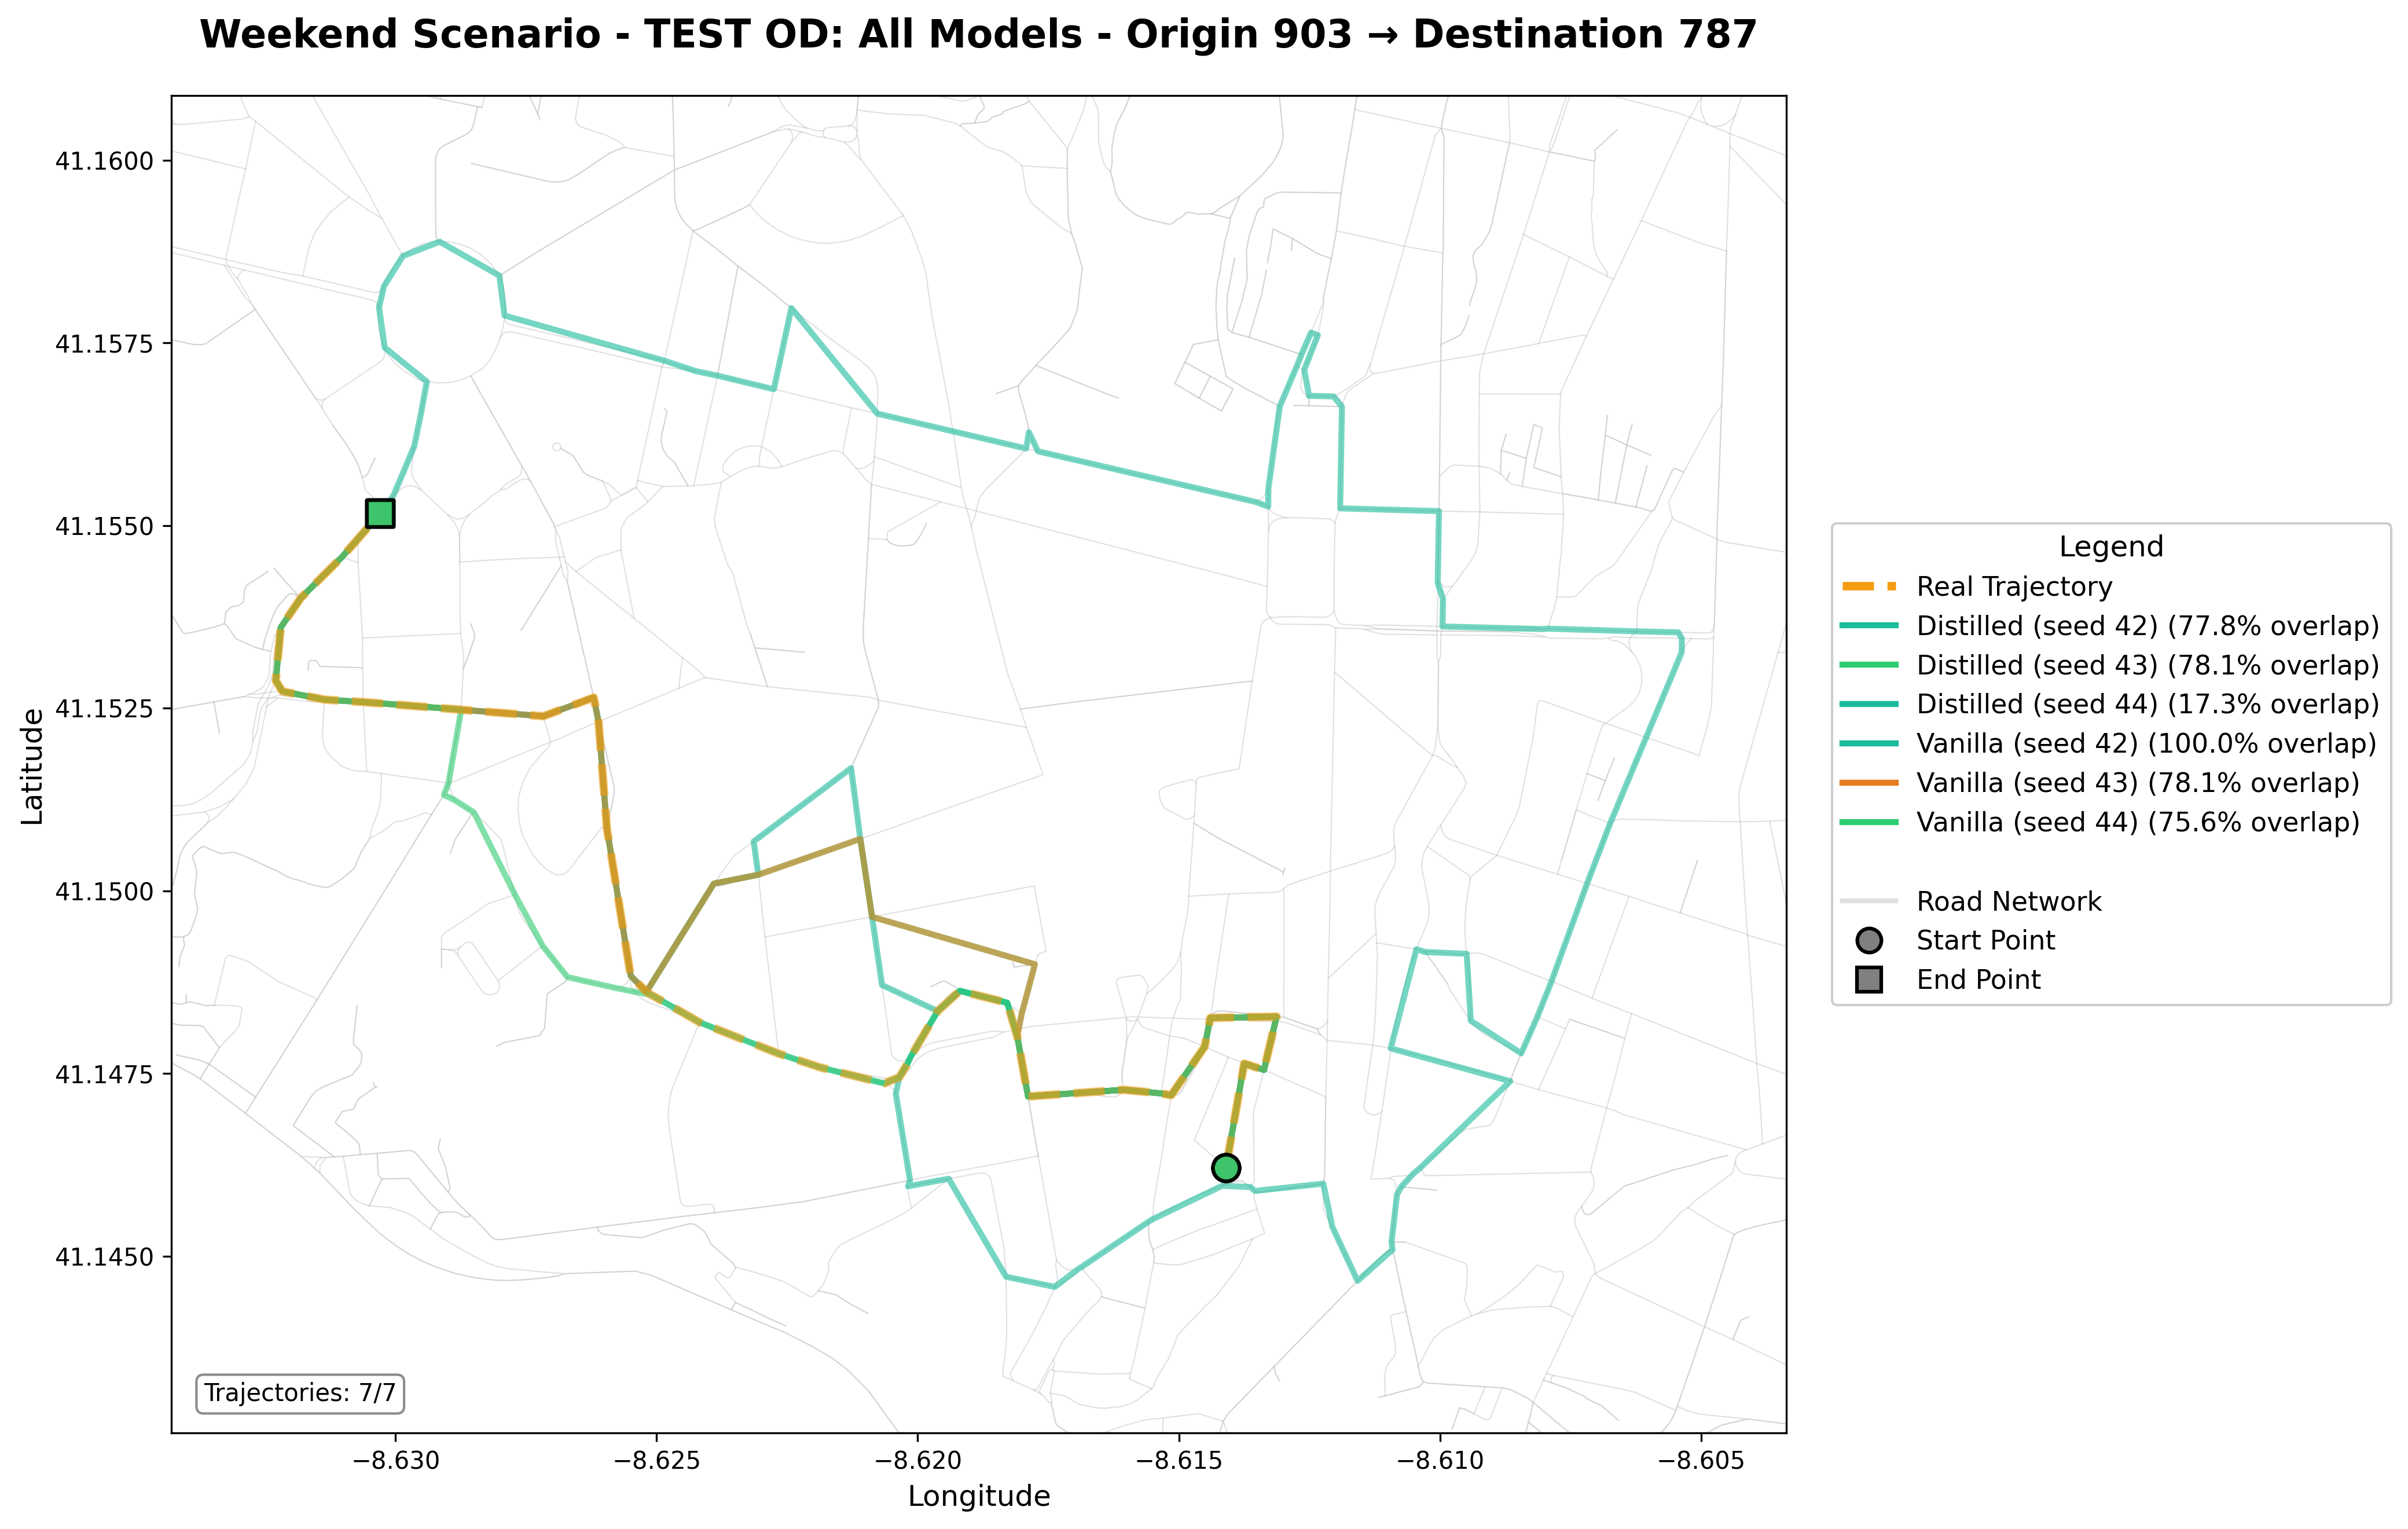 Weekend Scenario - TEST OD: All Models - Origin 903 → Destination 787
41.1600
41.1575
41.1550
41.1525
41.1500
41.1475
41.1450
Latitude
−8.630
−8.625
−8.620
−8.615
−8.610
−8.605
Longitude
Trajectories: 7/7
Legend
Real Trajectory
Distilled (seed 42) (77.8% overlap)
Distilled (seed 43) (78.1% overlap)
Distilled (seed 44) (17.3% overlap)
Vanilla (seed 42) (100.0% overlap)
Vanilla (seed 43) (78.1% overlap)
Vanilla (seed 44) (75.6% overlap)
Road Network
Start Point
End Point